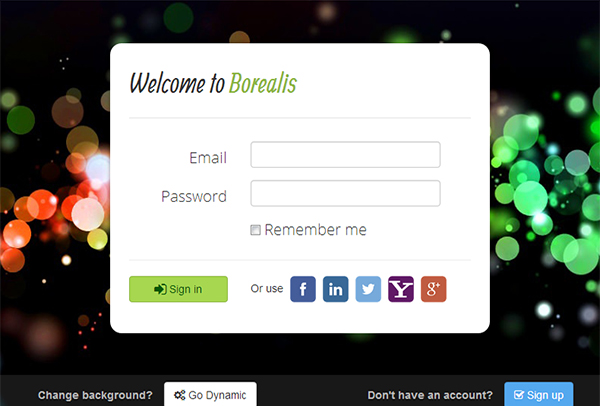 Welcome to Borealis
Email
Password
Remember me
Sign in Or use f in Y g+
Change background? Go Dynamic Don't have an account? Sign up